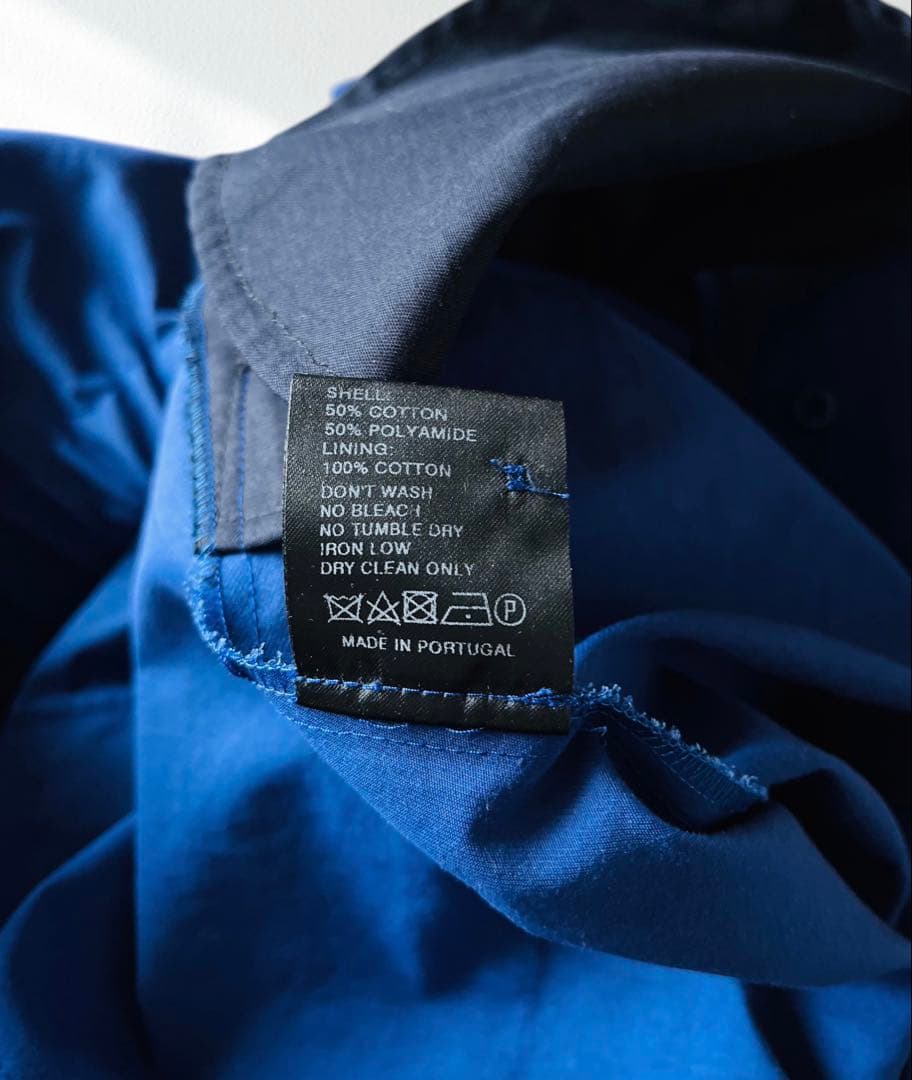 SHELL:
50% COTTON
50% POLYAMIDE
LINING:
100% COTTON
DON'T WASH
NO BLEACH
NO TUMBLE DRY
IRON LOW
DRY CLEAN ONLY
P
MADE IN PORTUGAL